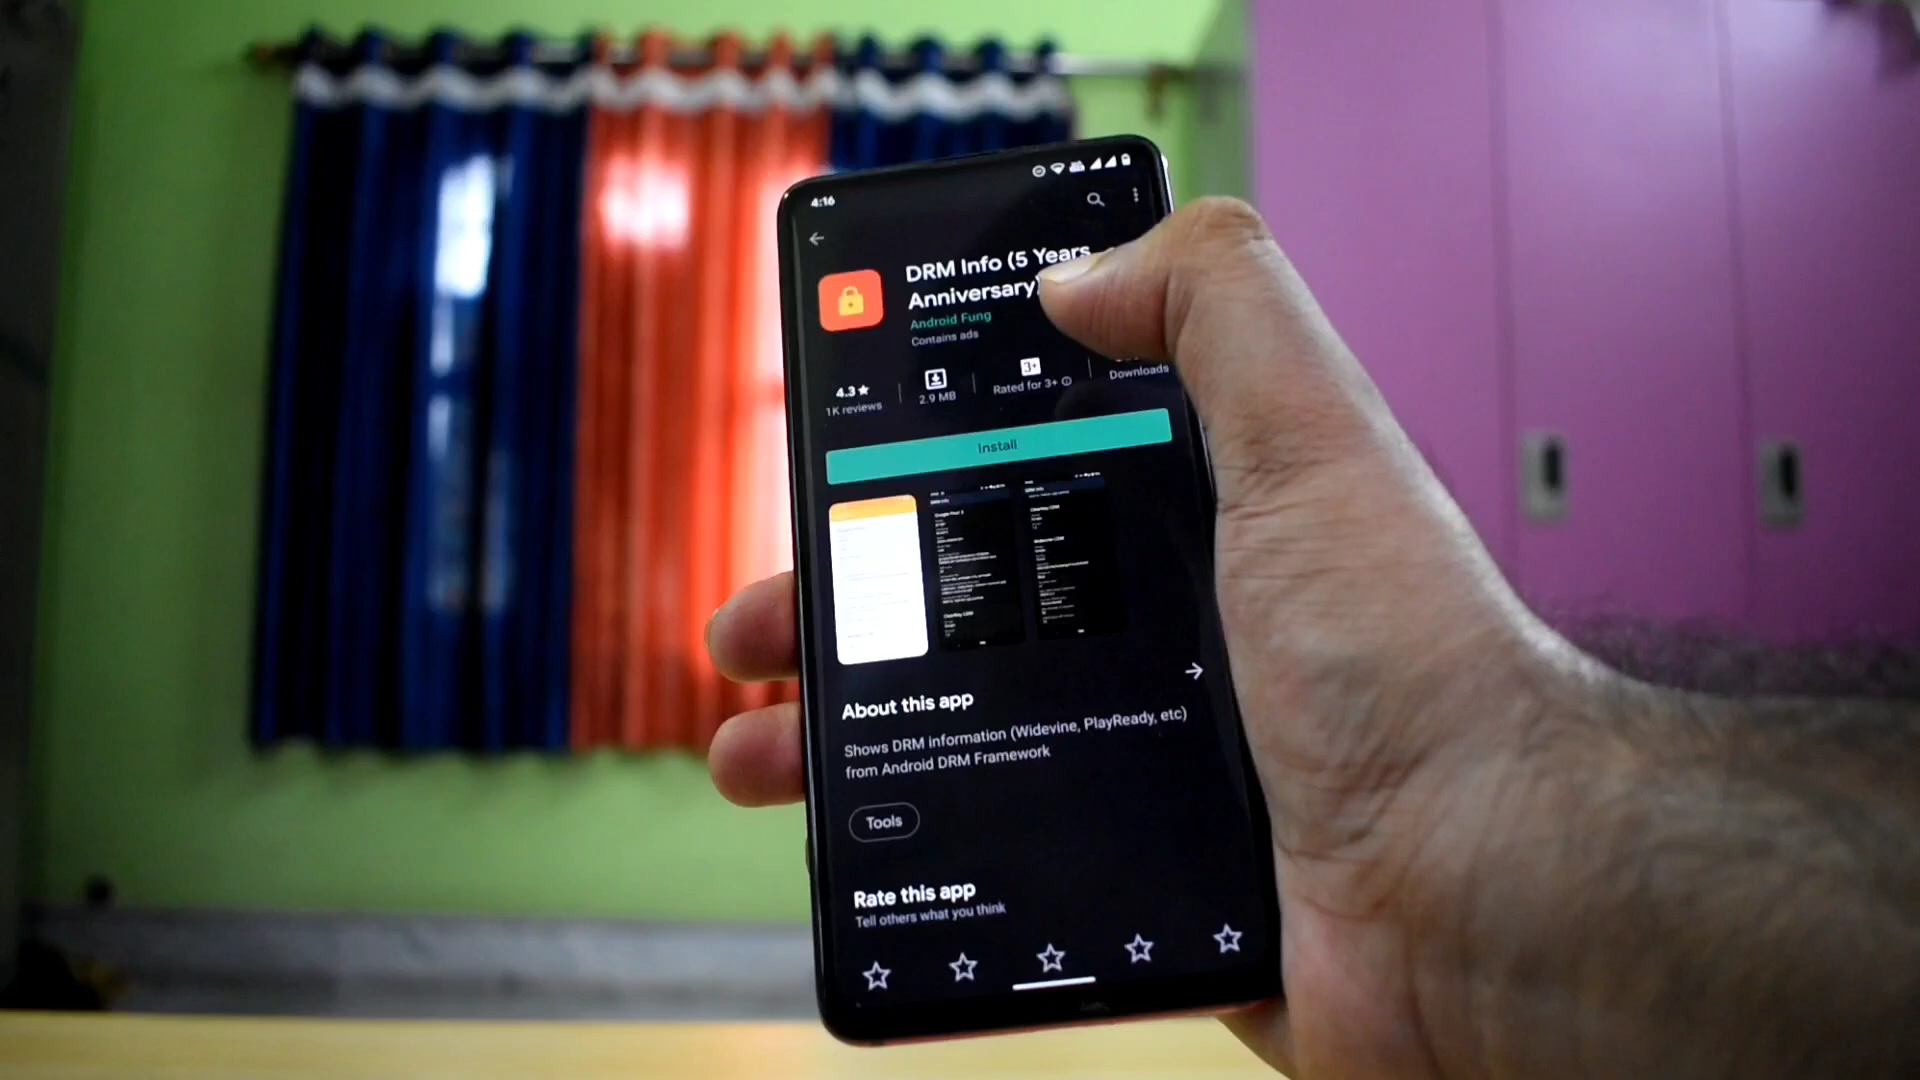 4:16
DRM Info (5 Years
Anniversary)
Android Fung
Contains ads
4.3★
1K reviews
2.9 MB
3+
Rated for 3+
Downloads
Install
About this app
Shows DRM information (Widevine, PlayReady, etc)
from Android DRM Framework
Tools
Rate this app
Tell others what you think